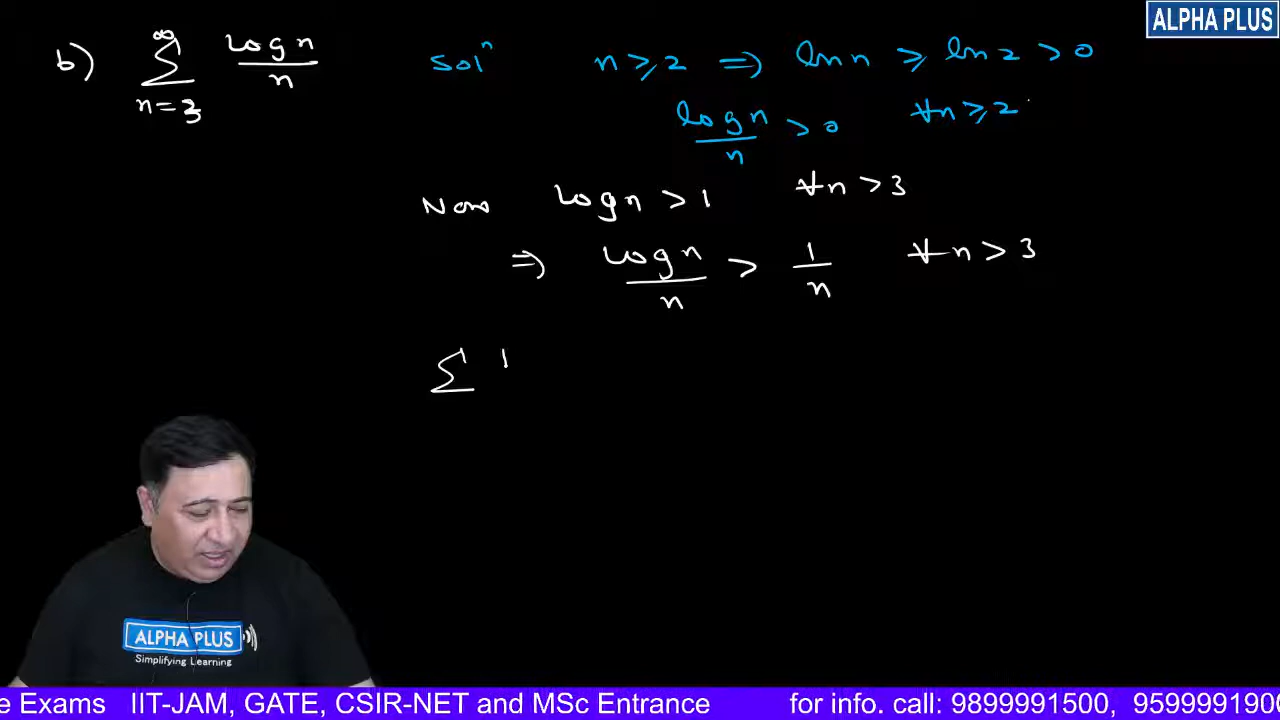 ALPHA PLUS
b) ∞ Σ n=3 log n / n solⁿ n ≥ 2 ⇒ ln n ≥ ln 2 > 0
log n / n > 0 ∀n ≥ 2
Now log n > 1 ∀n > 3
⇒ log n / n > 1 / n ∀ n > 3
Σ 1
ALPHA PLUS
Simplifying Learning
e Exams IIT-JAM, GATE, CSIR-NET and MSc Entrance for info. call: 9899991500, 959999190